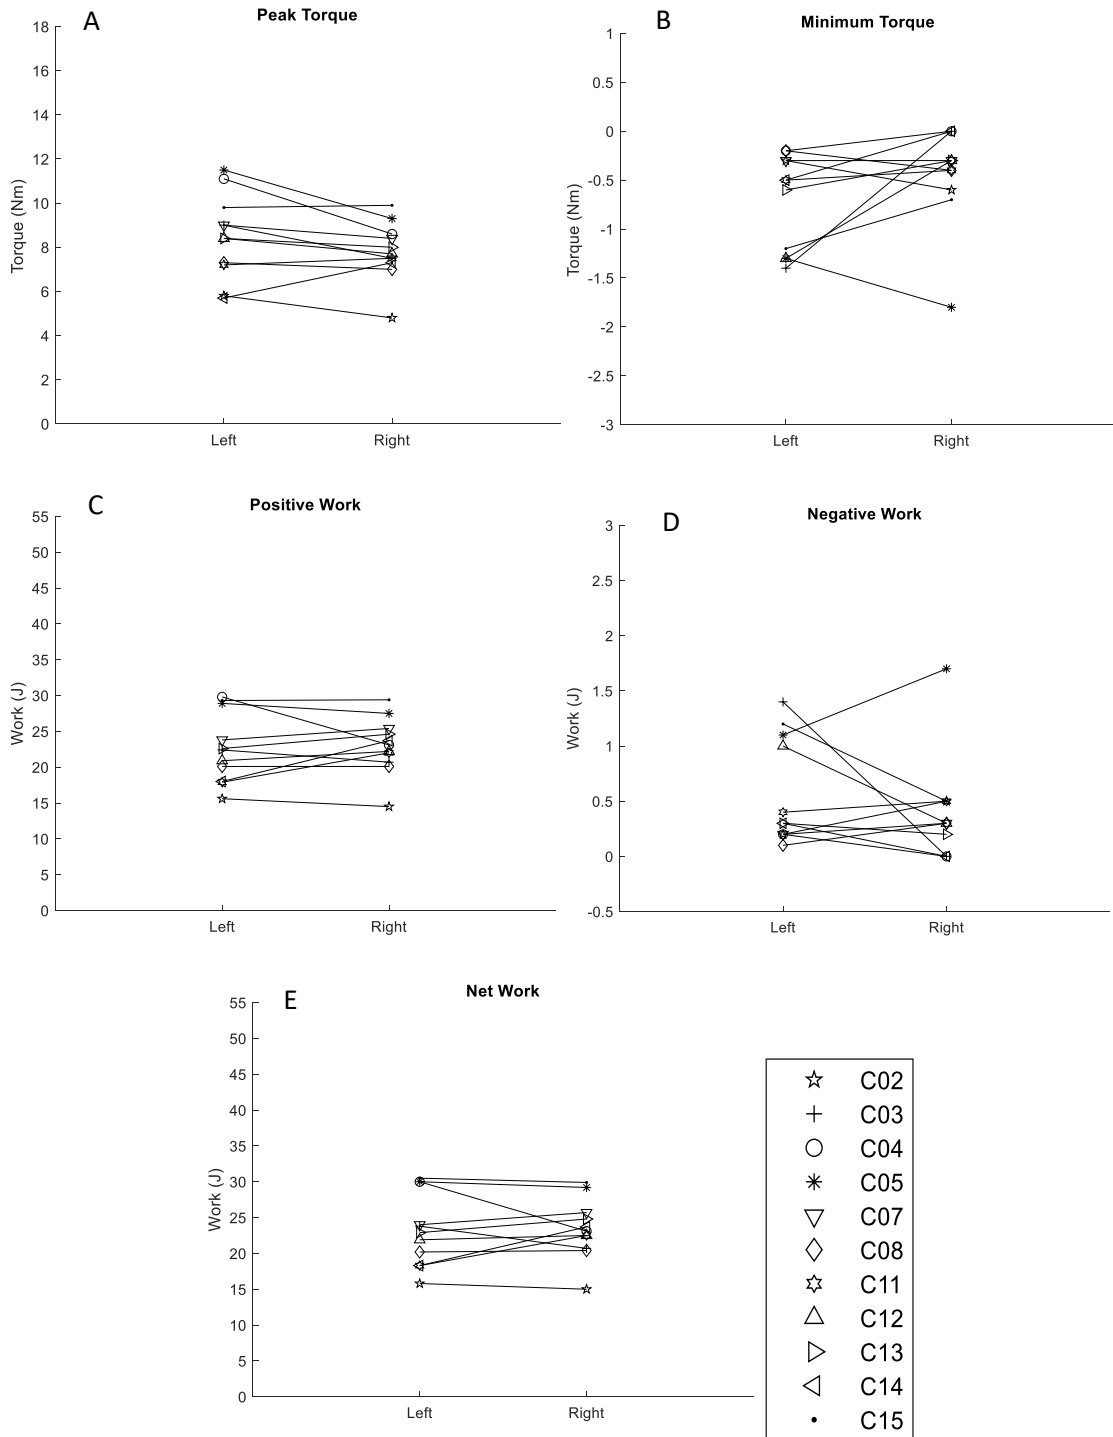 A
Peak Torque
18
16
14
12
10
8
6
4
2
0
Torque (Nm)
Left
Right
B
Minimum Torque
1
0.5
0
-0.5
-1
-1.5
-2
-2.5
-3
Torque (Nm)
Left
Right
C
Positive Work
55
50
45
40
35
30
25
20
15
10
5
0
Work (J)
Left
Right
D
Negative Work
3
2.5
2
1.5
1
0.5
0
-0.5
Work (J)
Left
Right
E
Net Work
55
50
45
40
35
30
25
20
15
10
5
0
Work (J)
Left
Right
C02
C03
C04
C05
C07
C08
C11
C12
C13
C14
C15